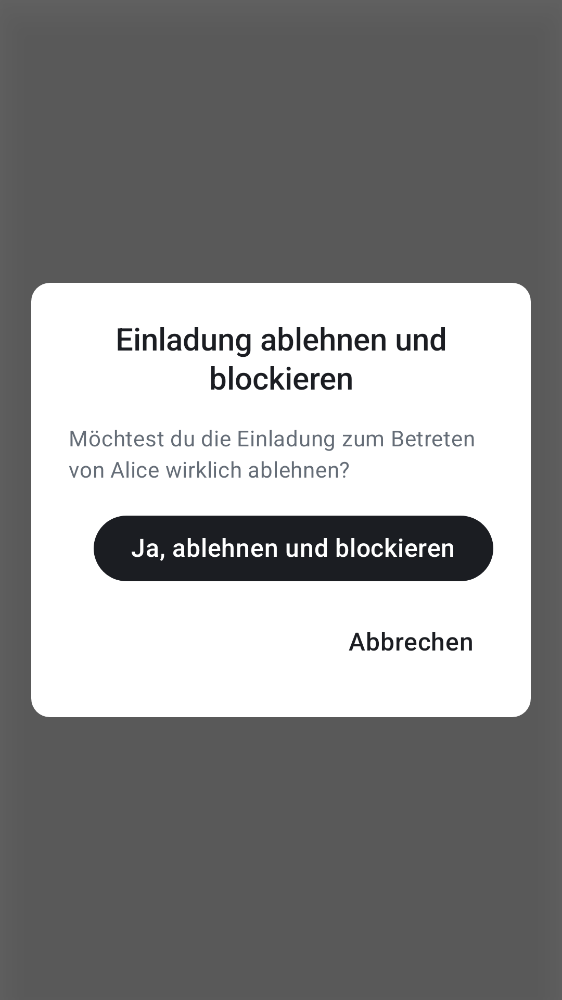 Einladung ablehnen und
blockieren
Möchtest du die Einladung zum Betreten
von Alice wirklich ablehnen?
Ja, ablehnen und blockieren
Abbrechen